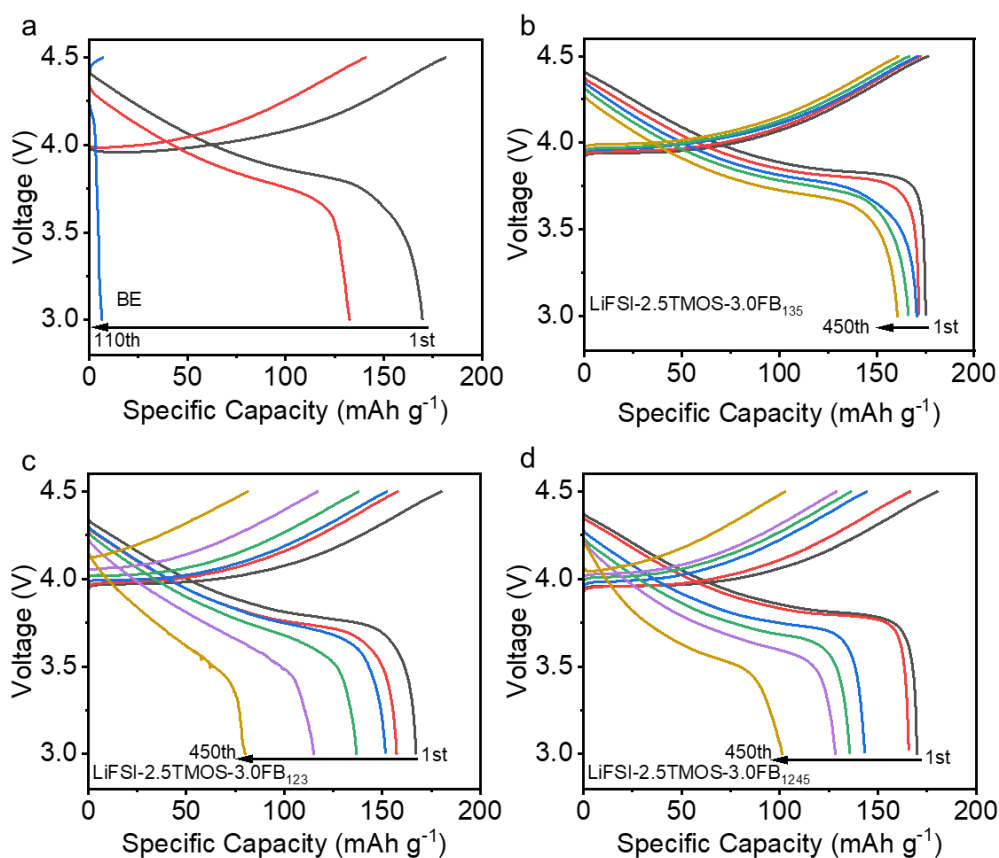 a
4.5
4.0
3.5
3.0
Voltage (V)
BE
110th
1st
0 50 100 150 200
Specific Capacity (mAh g⁻¹)
b
4.5
4.0
3.5
3.0
Voltage (V)
LiFSI-2.5TMOS-3.0FB₁₃₅
450th
1st
0 50 100 150 200
Specific Capacity (mAh g⁻¹)
c
4.5
4.0
3.5
3.0
Voltage (V)
450th
1st
LiFSI-2.5TMOS-3.0FB₁₂₃
0 50 100 150 200
Specific Capacity (mAh g⁻¹)
d
4.5
4.0
3.5
3.0
Voltage (V)
450th
1st
LiFSI-2.5TMOS-3.0FB₁₂₄₅
0 50 100 150 200
Specific Capacity (mAh g⁻¹)